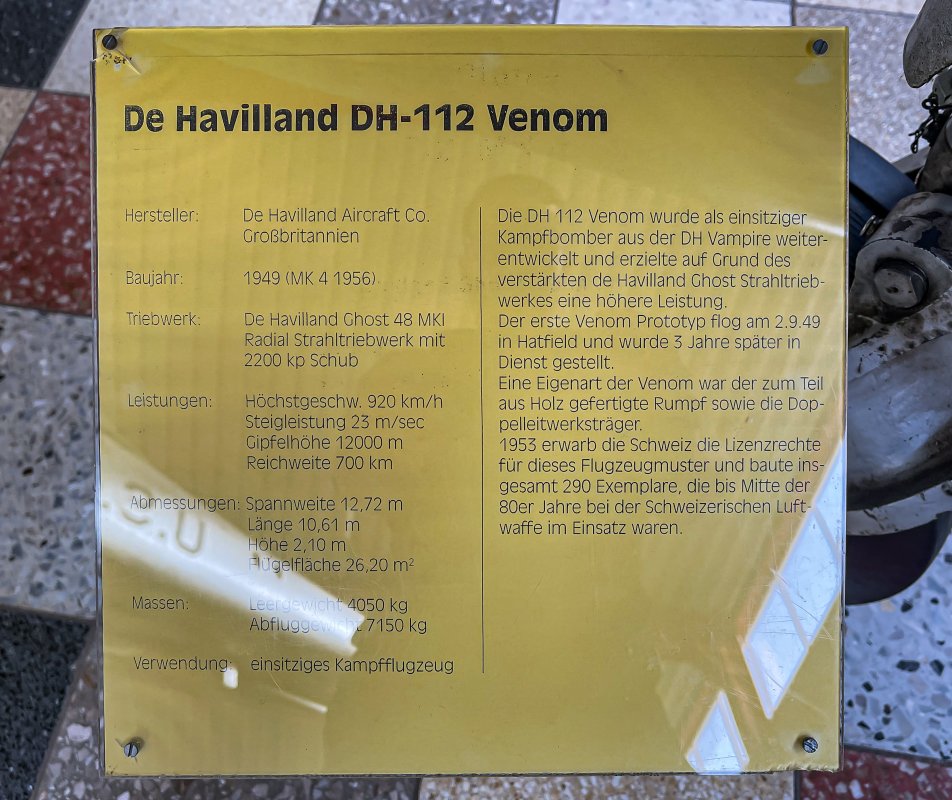 De Havilland DH-112 Venom
Hersteller: De Havilland Aircraft Co.
Großbritannien
Baujahr: 1949 (MK 4 1956)
Triebwerk: De Havilland Ghost 48 MKI
Radial Strahltriebwerk mit
2200 kp Schub
Leistungen: Höchstgeschw. 920 km/h
Steigleistung 23 m/sec
Gipfelhöhe 12000 m
Reichweite 700 km
Abmessungen: Spannweite 12,72 m
Länge 10,61 m
Höhe 2,10 m
Flügelfläche 26,20 m²
Massen: Leergewicht 4050 kg
Abfluggewicht 7150 kg
Verwendung: einsitziges Kampfflugzeug
Die DH 112 Venom wurde als einsitziger
Kampfbomber aus der DH Vampire weiter-
entwickelt und erzielte auf Grund des
verstärkten de Havilland Ghost Strahltrieb-
werkes eine höhere Leistung.
Der erste Venom Prototyp flog am 2.9.49
in Hatfield und wurde 3 Jahre später in
Dienst gestellt.
Eine Eigenart der Venom war der zum Teil
aus Holz gefertigte Rumpf sowie die Dop-
pelleitwerksträger.
1953 erwarb die Schweiz die Lizenzrechte
für dieses Flugzeugmuster und baute ins-
gesamt 290 Exemplare, die bis Mitte der
80er Jahre bei der Schweizerischen Luft-
waffe im Einsatz waren.